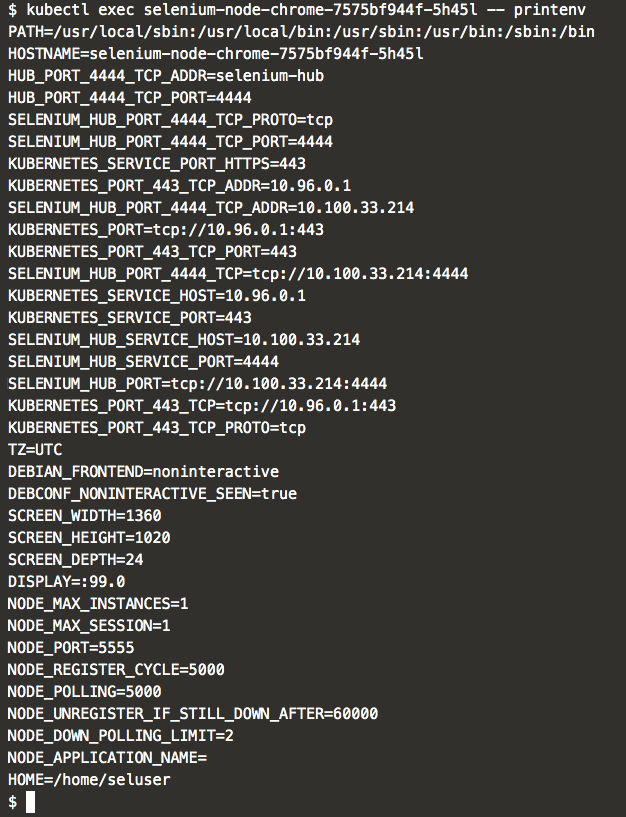 $ kubectl exec selenium-node-chrome-7575bf944f-5h45l -- printenv
PATH=/usr/local/sbin:/usr/local/bin:/usr/sbin:/usr/bin:/sbin:/bin
HOSTNAME=selenium-node-chrome-7575bf944f-5h45l
HUB_PORT_4444_TCP_ADDR=selenium-hub
HUB_PORT_4444_TCP_PORT=4444
SELENIUM_HUB_PORT_4444_TCP_PROTO=tcp
SELENIUM_HUB_PORT_4444_TCP_PORT=4444
KUBERNETES_SERVICE_PORT_HTTPS=443
KUBERNETES_PORT_443_TCP_ADDR=10.96.0.1
SELENIUM_HUB_PORT_4444_TCP_ADDR=10.100.33.214
KUBERNETES_PORT=tcp://10.96.0.1:443
KUBERNETES_PORT_443_TCP_PORT=443
SELENIUM_HUB_PORT_4444_TCP=tcp://10.100.33.214:4444
KUBERNETES_SERVICE_HOST=10.96.0.1
KUBERNETES_SERVICE_PORT=443
SELENIUM_HUB_SERVICE_HOST=10.100.33.214
SELENIUM_HUB_SERVICE_PORT=4444
SELENIUM_HUB_PORT=tcp://10.100.33.214:4444
KUBERNETES_PORT_443_TCP=tcp://10.96.0.1:443
KUBERNETES_PORT_443_TCP_PROTO=tcp
TZ=UTC
DEBIAN_FRONTEND=noninteractive
DEBCONF_NONINTERACTIVE_SEEN=true
SCREEN_WIDTH=1360
SCREEN_HEIGHT=1020
SCREEN_DEPTH=24
DISPLAY=:99.0
NODE_MAX_INSTANCES=1
NODE_MAX_SESSION=1
NODE_PORT=5555
NODE_REGISTER_CYCLE=5000
NODE_POLLING=5000
NODE_UNREGISTER_IF_STILL_DOWN_AFTER=60000
NODE_DOWN_POLLING_LIMIT=2
NODE_APPLICATION_NAME=
HOME=/home/seluser
$